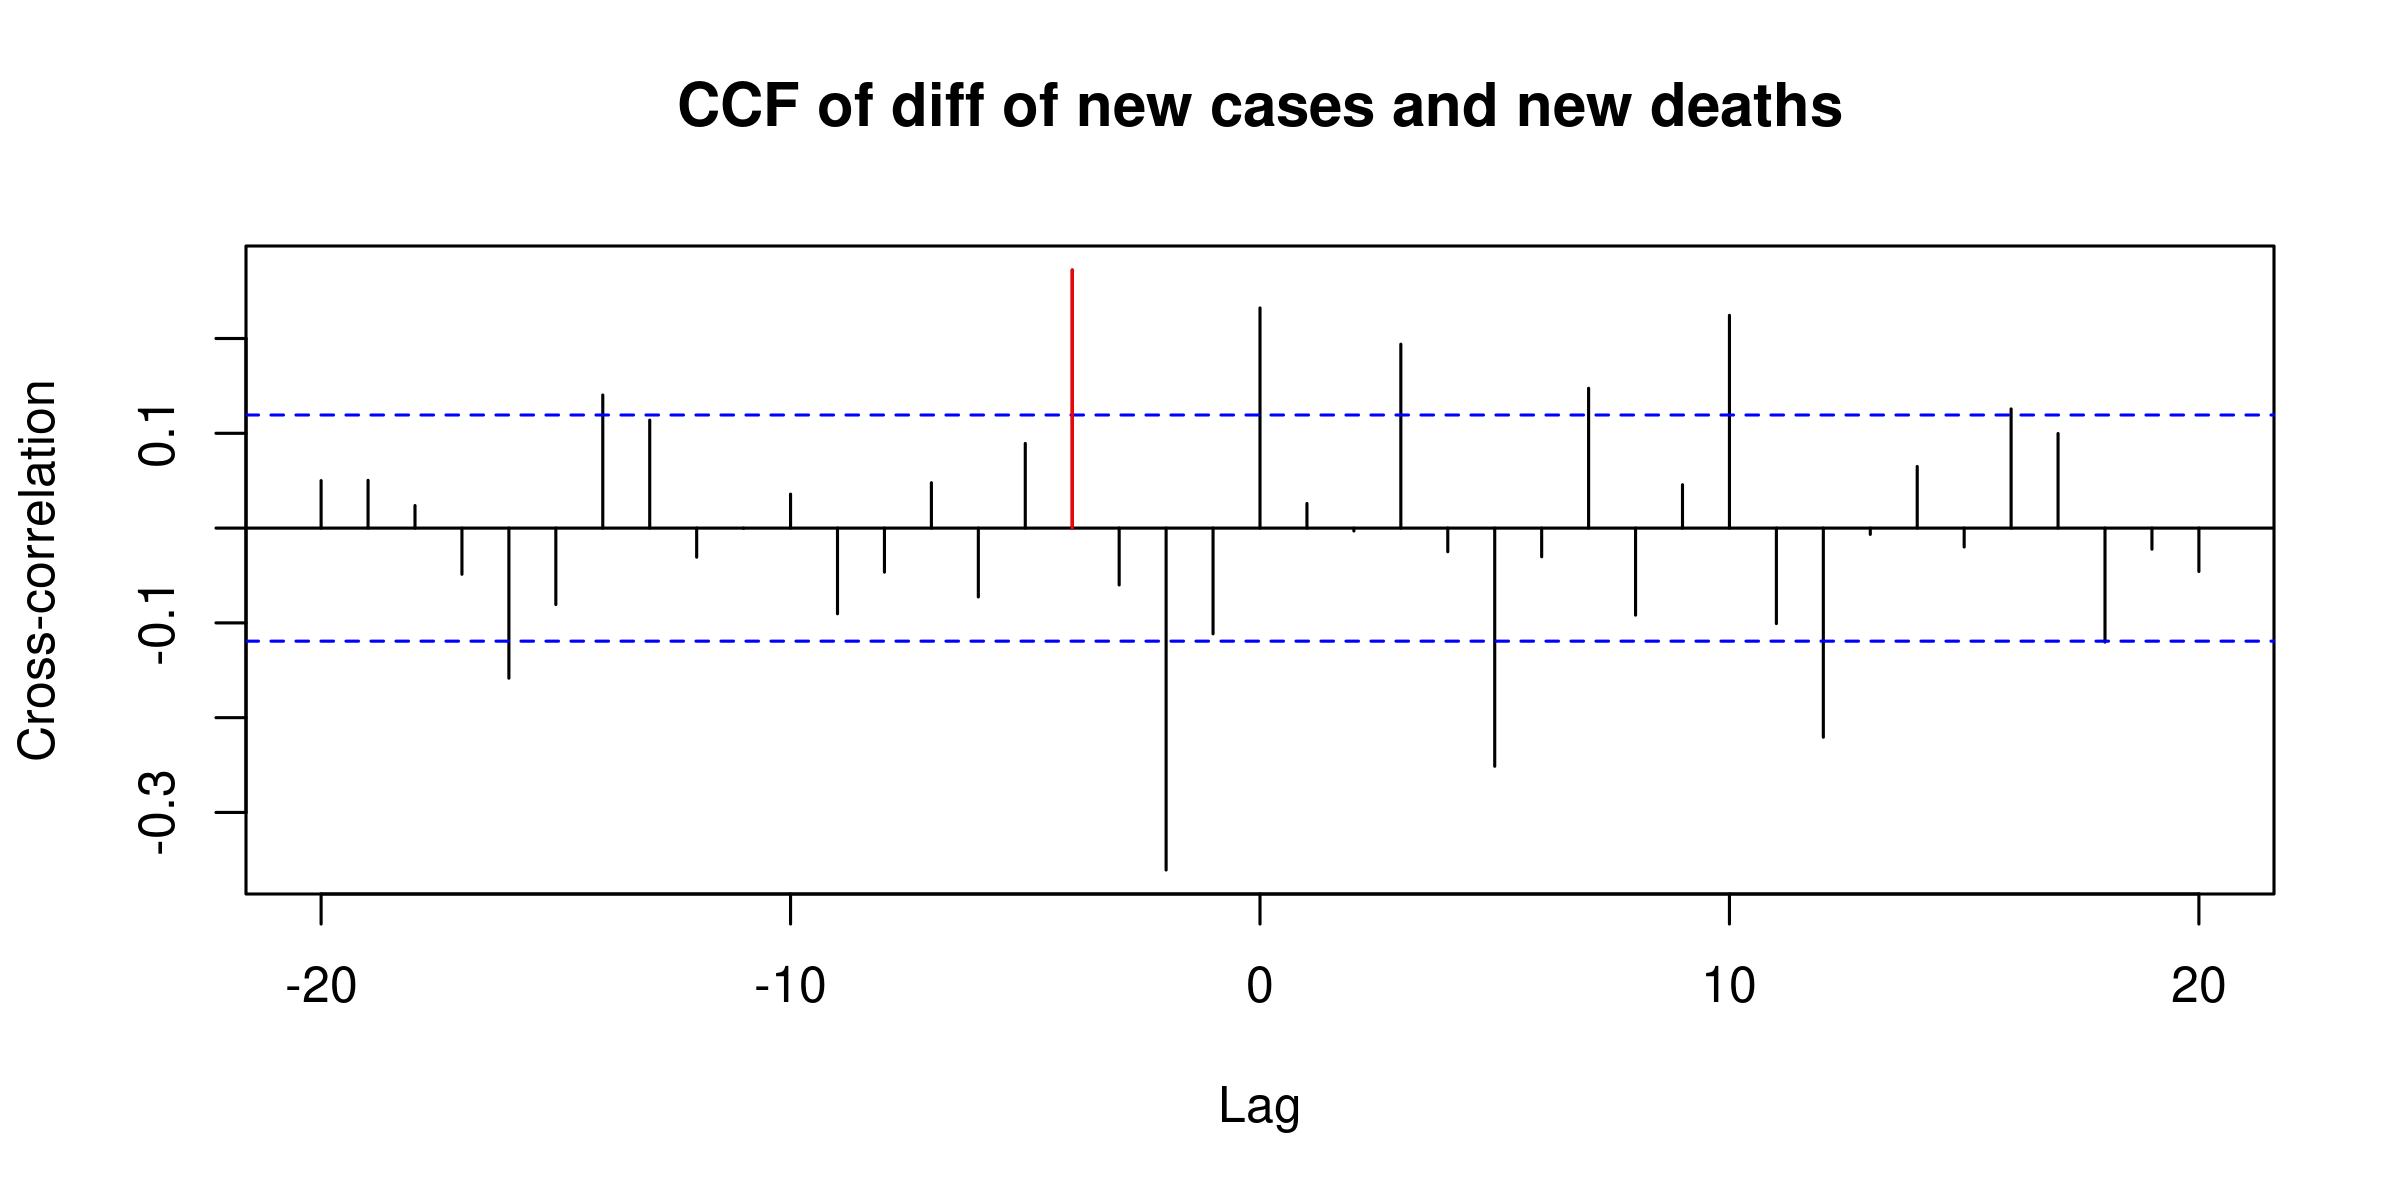 CCF of diff of new cases and new deaths
Cross-correlation
0.1
-0.1
-0.3
-20 -10 0 10 20
Lag